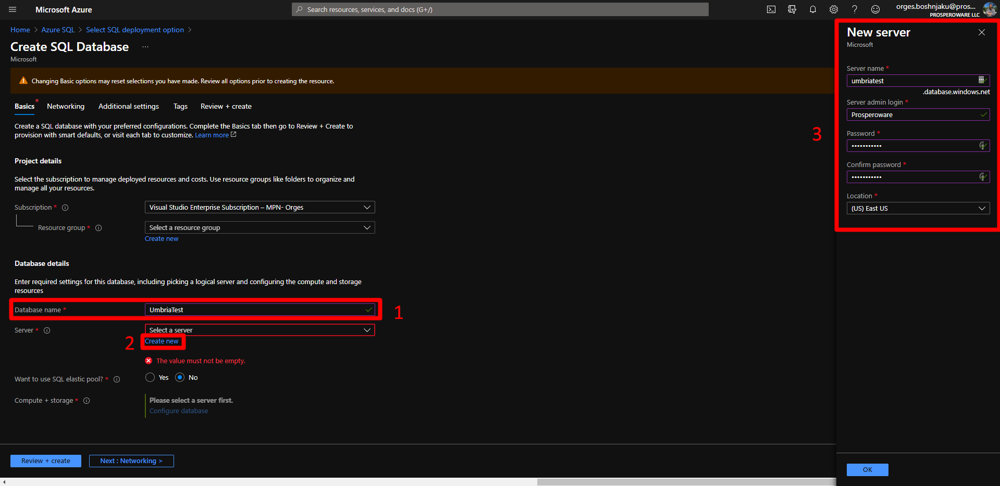 Microsoft Azure
Search resources, services, and docs (G+/)
orges.boshnjaku@pros...
PROSPEROWARE LLC
Home > Azure SQL > Select SQL deployment option >
Create SQL Database ...
Microsoft
Changing Basic options may reset selections you have made. Review all options prior to creating the resource.
Basics Networking Additional settings Tags Review + create
Create a SQL database with your preferred configurations. Complete the Basics tab then go to Review + Create to
provision with smart defaults, or visit each tab to customize. Learn more
Project details
Select the subscription to manage deployed resources and costs. Use resource groups like folders to organize and
manage all your resources.
Subscription *
Visual Studio Enterprise Subscription – MPN- Orges
Resource group *
Select a resource group
Create new
Database details
Enter required settings for this database, including picking a logical server and configuring the compute and storage
resources
Database name *
UmbriaTest
1
Server *
Select a server
2
Create new
The value must not be empty.
Want to use SQL elastic pool? *
Yes No
Compute + storage *
Please select a server first.
Configure database
Review + create
Next : Networking >
3
New server
Microsoft
Server name *
umbriatest
.database.windows.net
Server admin login *
Prosperoware
Password *
•••••••••••
Confirm password *
•••••••••••
Location *
(US) East US
OK